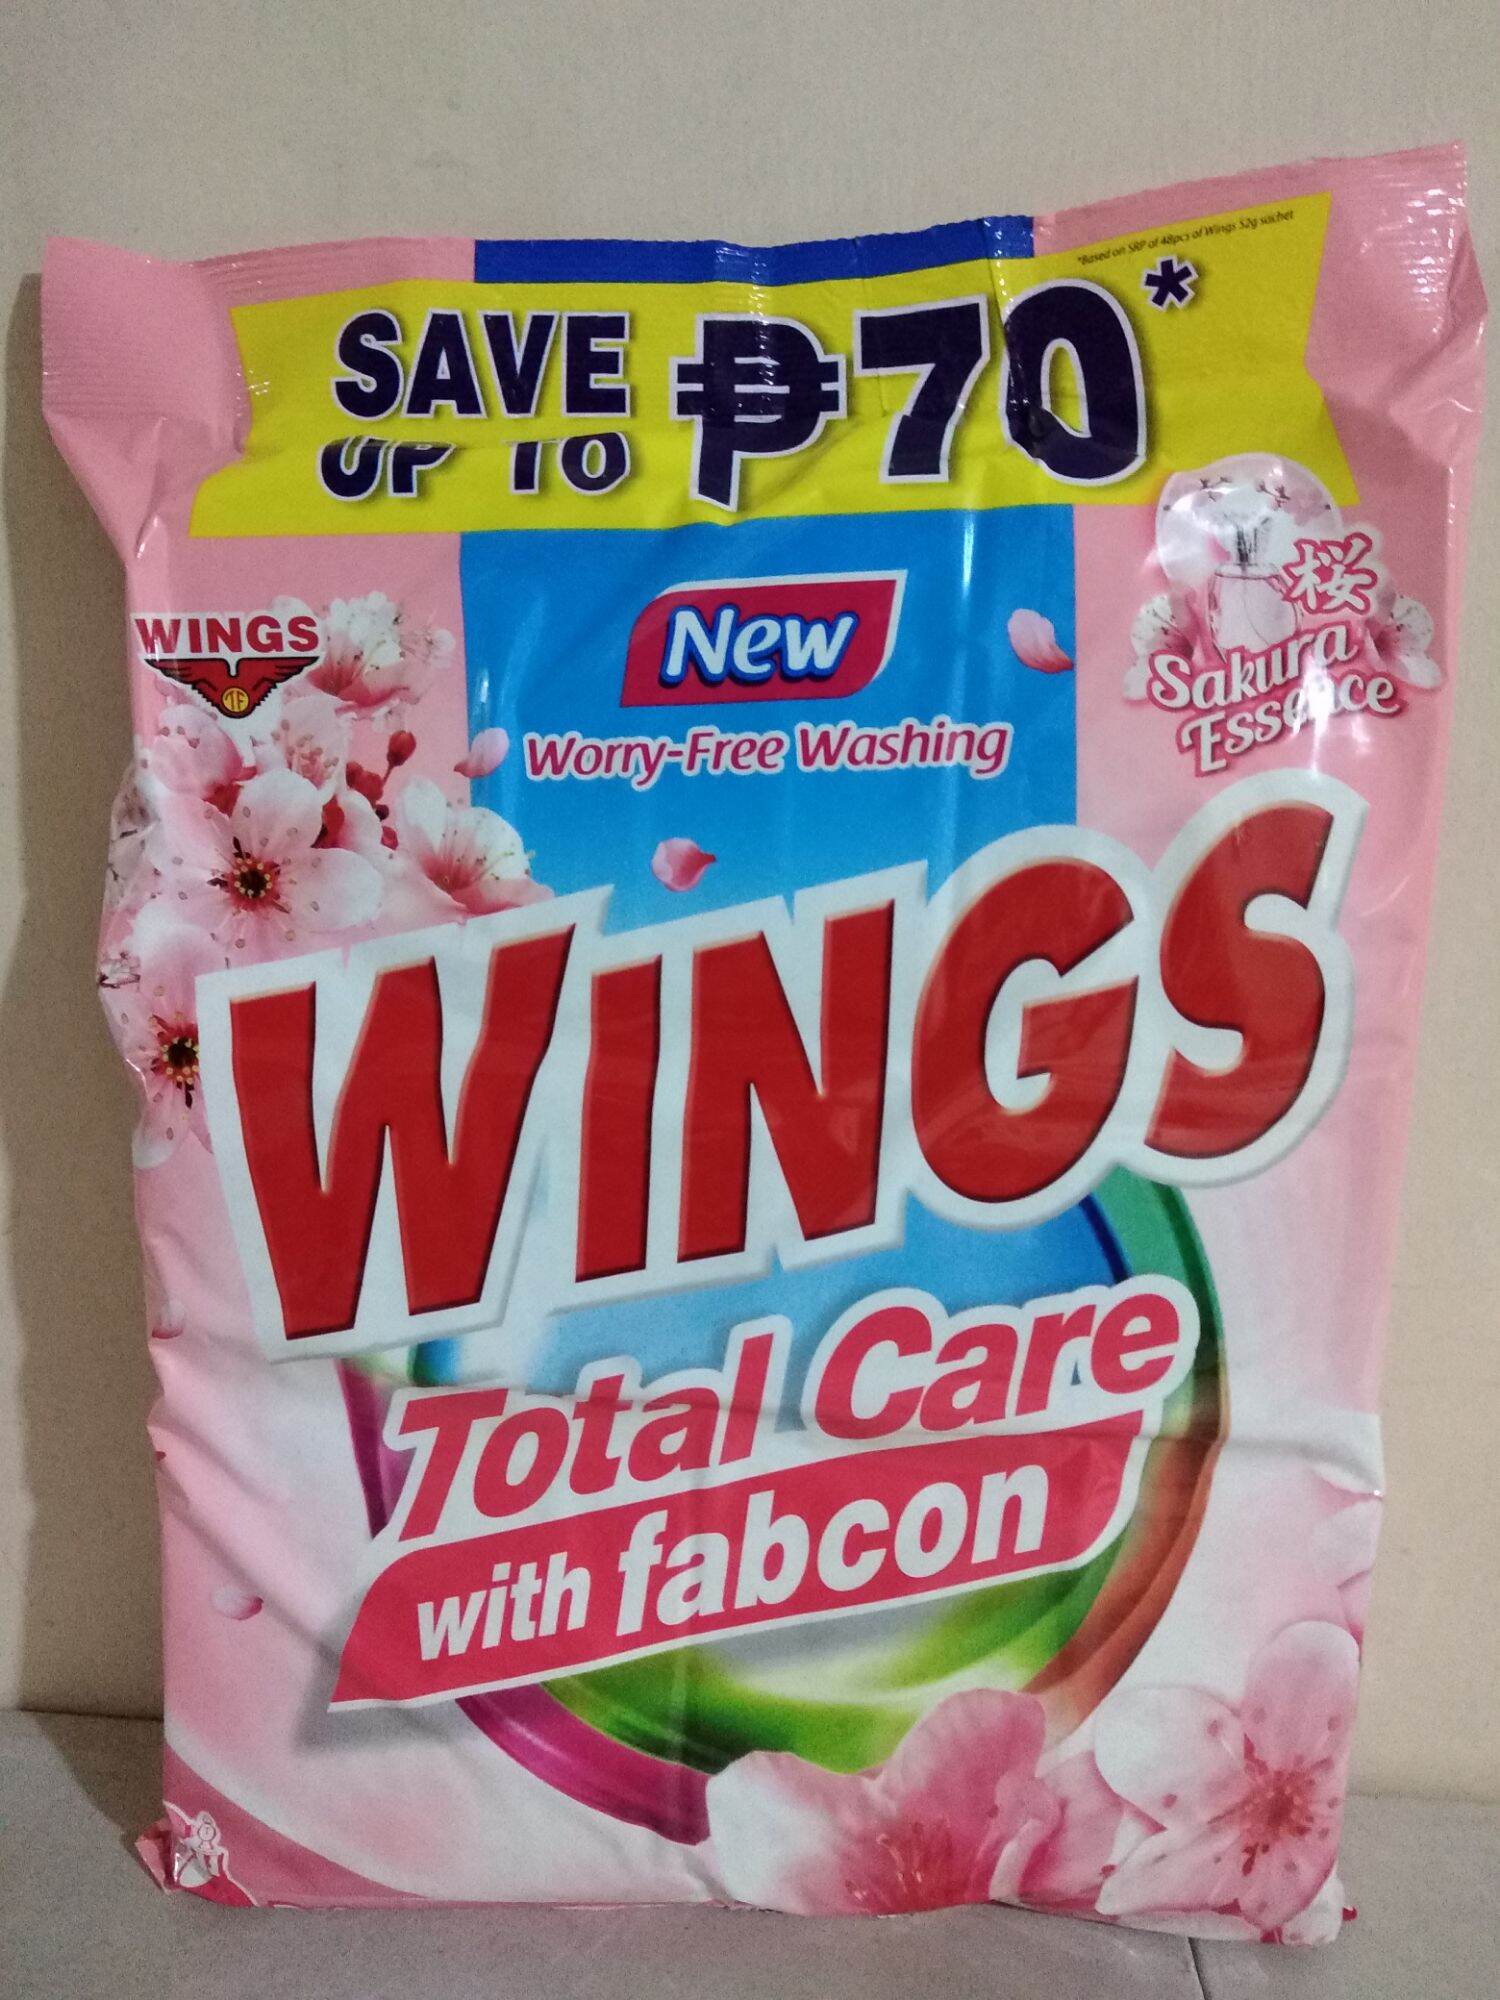 *Based on SRP of 48pcs of Wings 52g sachet
SAVE
UP TO
₱70*
New
Worry-Free Washing
WINGS
TF
桜
Sakura
Essence
WINGS
Total Care
with fabcon